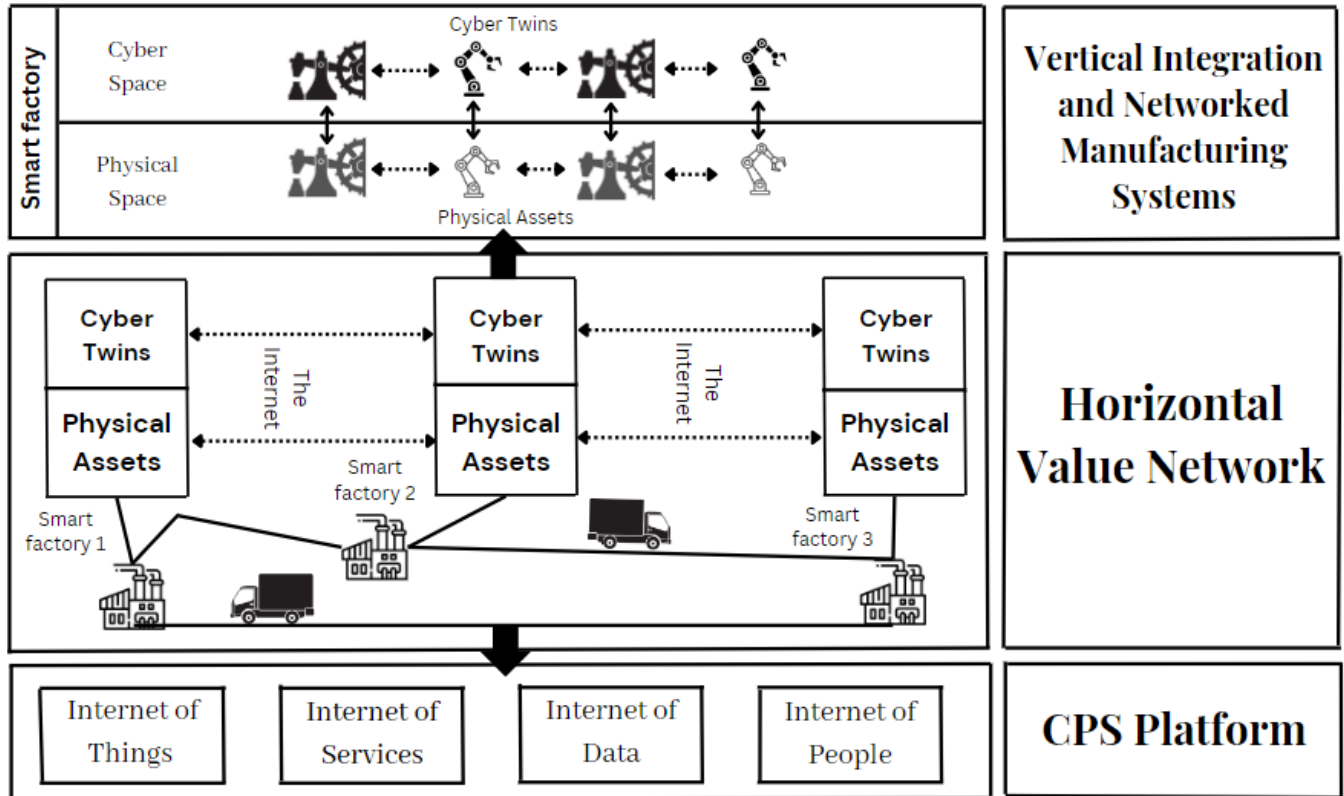 Smart factory
Cyber
Space
Cyber Twins
Physical
Space
Physical Assets
Vertical Integration
and Networked
Manufacturing
Systems
Cyber
Twins
Physical
Assets
The
Internet
Cyber
Twins
Physical
Assets
The
Internet
Cyber
Twins
Physical
Assets
Smart
factory 1
Smart
factory 2
Smart
factory 3
Horizontal
Value Network
Internet of
Things
Internet of
Services
Internet of
Data
Internet of
People
CPS Platform